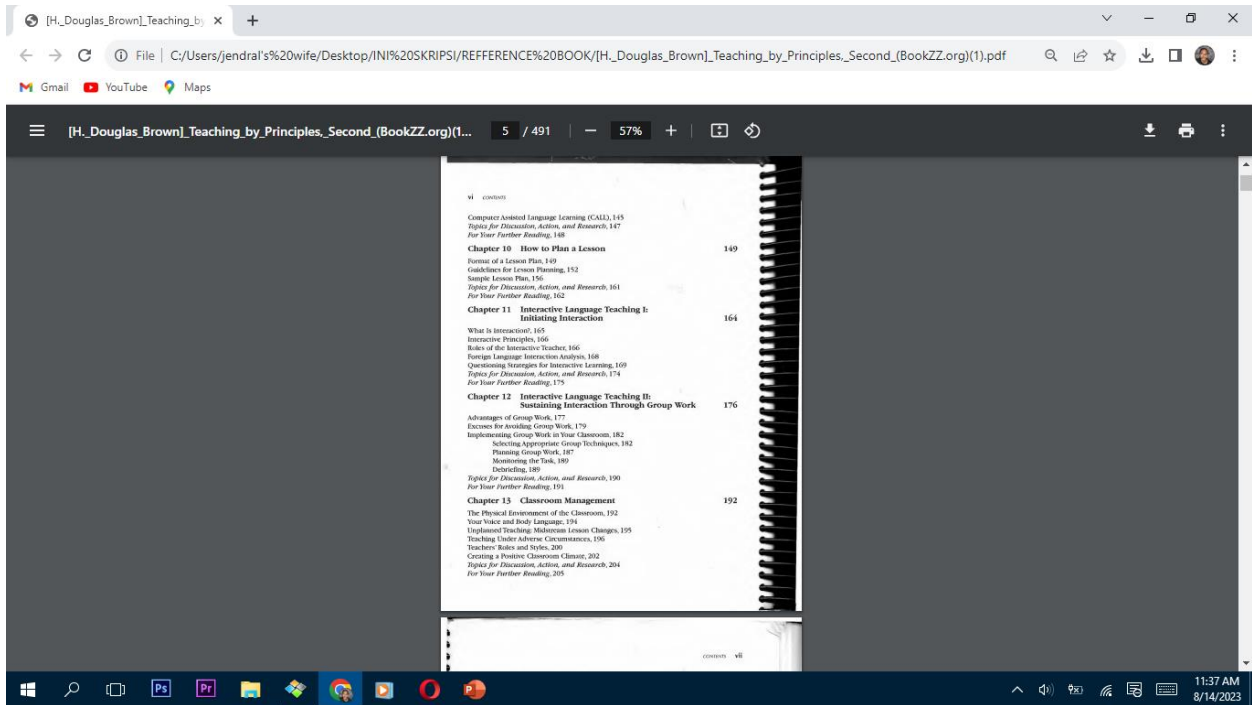 [H._Douglas_Brown]_Teaching_by
File | C:/Users/jendral's%20wife/Desktop/INI%20SKRIPSI/REFFERENCE%20BOOK/[H._Douglas_Brown]_Teaching_by_Principles,_Second_(BookZZ.org)(1).pdf
Gmail YouTube Maps
[H._Douglas_Brown]_Teaching_by_Principles,_Second_(BookZZ.org)(1... 5 / 491 | − 57% +
vi CONTENTS
Computer Assisted Language Learning (CALL), 145
Topics for Discussion, Action, and Research, 147
For Your Further Reading, 148
Chapter 10 How to Plan a Lesson 149
Format of a Lesson Plan, 149
Guidelines for Lesson Planning, 152
Sample Lesson Plan, 156
Topics for Discussion, Action, and Research, 161
For Your Further Reading, 162
Chapter 11 Interactive Language Teaching I:
Initiating Interaction 164
What Is Interaction?, 165
Interactive Principles, 166
Roles of the Interactive Teacher, 166
Foreign Language Interaction Analysis, 168
Questioning Strategies for Interactive Learning, 169
Topics for Discussion, Action, and Research, 174
For Your Further Reading, 175
Chapter 12 Interactive Language Teaching II:
Sustaining Interaction Through Group Work 176
Advantages of Group Work, 177
Excuses for Avoiding Group Work, 179
Implementing Group Work in Your Classroom, 182
Selecting Appropriate Group Techniques, 182
Planning Group Work, 187
Monitoring the Task, 189
Debriefing, 189
Topics for Discussion, Action, and Research, 190
For Your Further Reading, 191
Chapter 13 Classroom Management 192
The Physical Environment of the Classroom, 192
Your Voice and Body Language, 194
Unplanned Teaching: Midstream Lesson Changes, 195
Teaching Under Adverse Circumstances, 196
Teachers' Roles and Styles, 200
Creating a Positive Classroom Climate, 202
Topics for Discussion, Action, and Research, 204
For Your Further Reading, 205
CONTENTS vii
Ps Pr
11:37 AM
8/14/2023